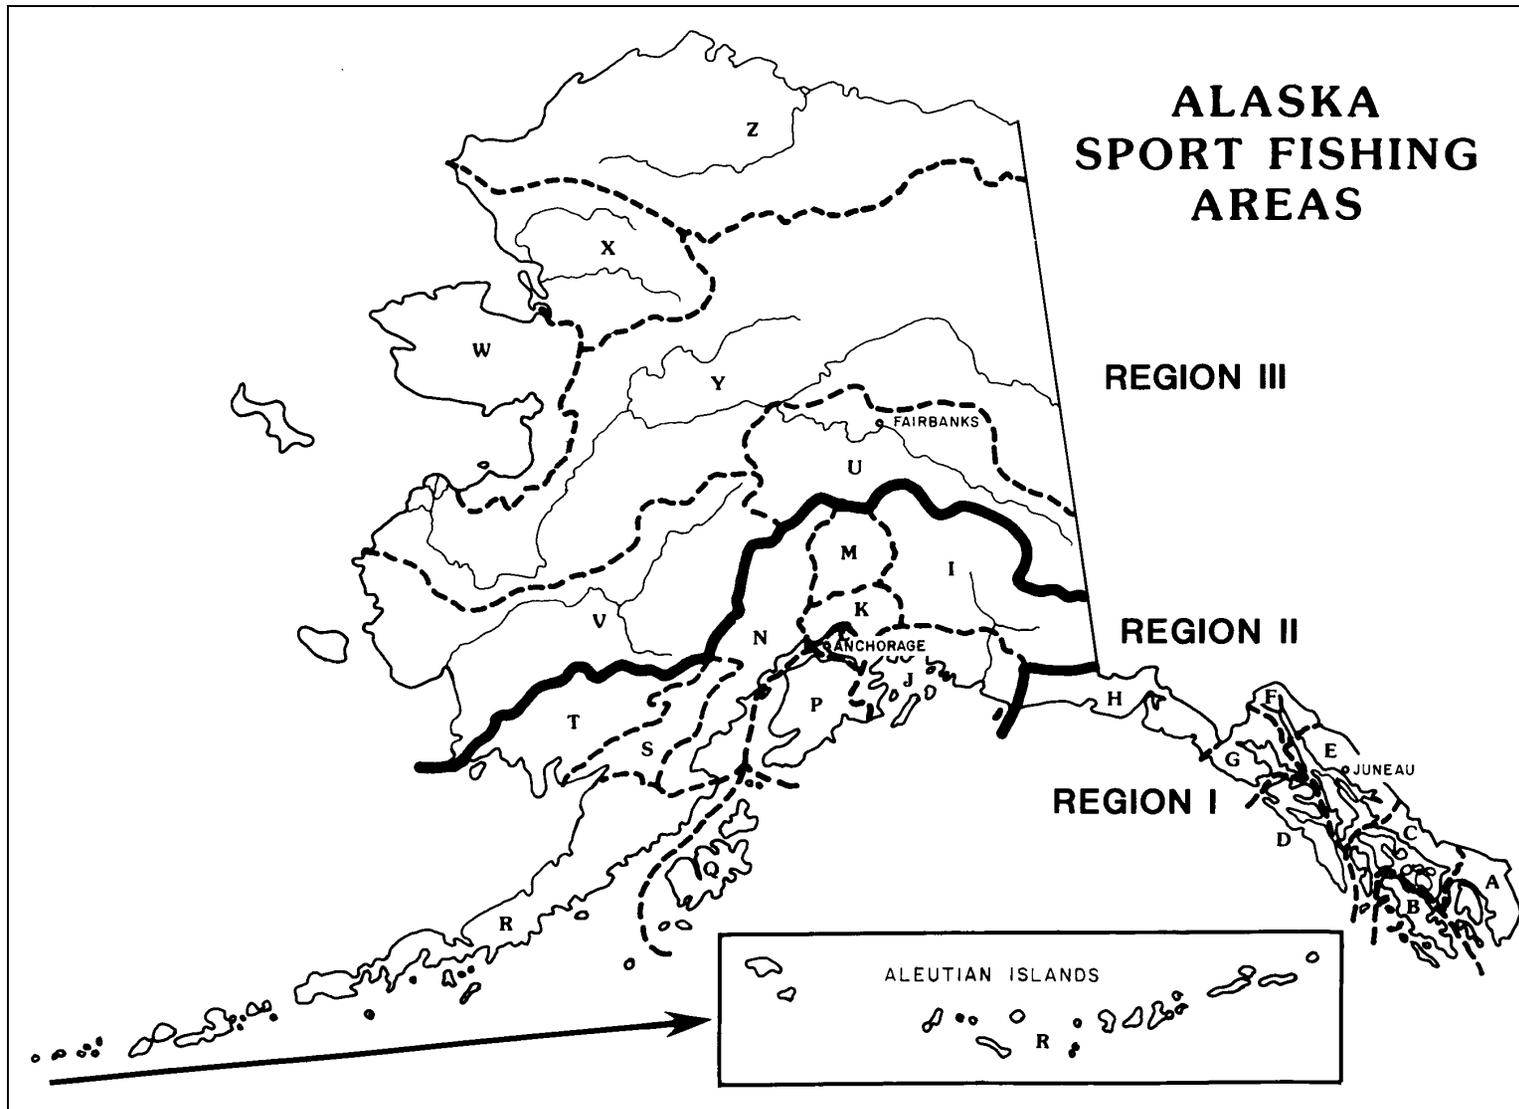 ALASKA
SPORT FISHING
AREAS
Z
X
W
Y
REGION III
FAIRBANKS
U
M
I
K
V
N
L
ANCHORAGE
REGION II
J
P
H
T
S
F
G
E
JUNEAU
REGION I
D
C
Q
A
B
R
ALEUTIAN ISLANDS
R